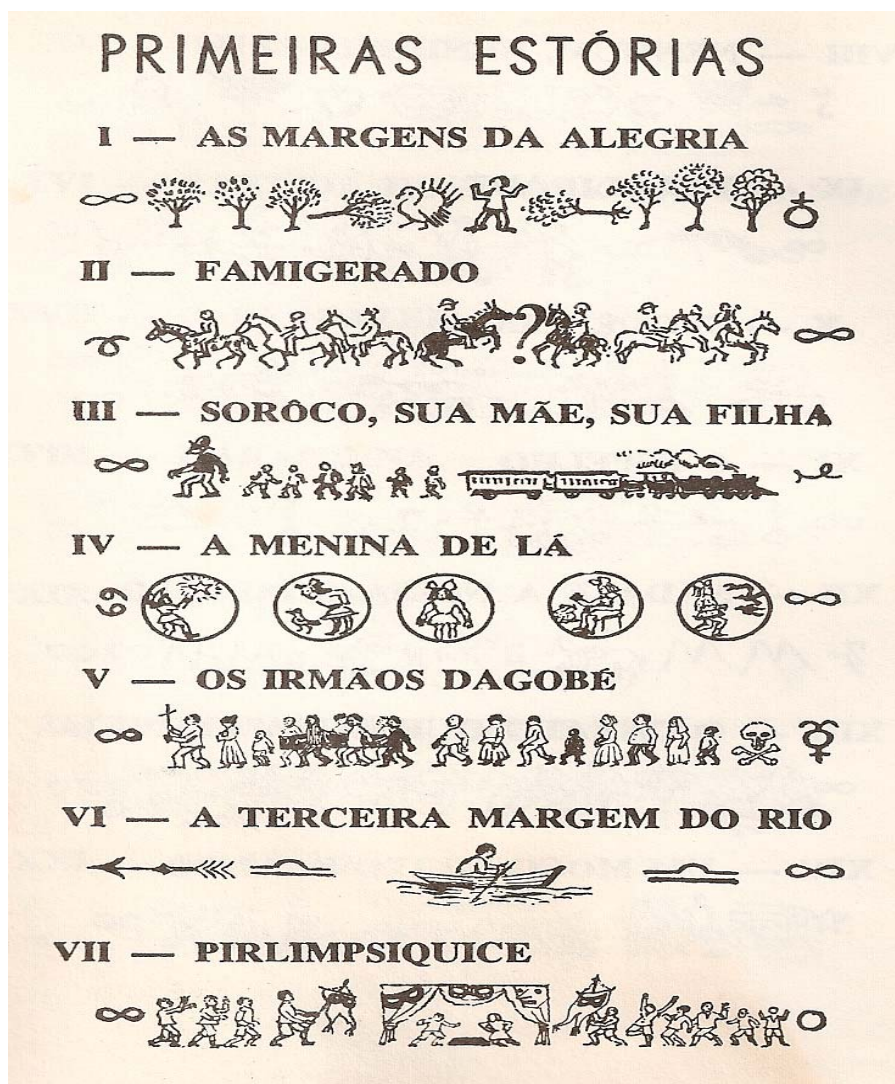 PRIMEIRAS ESTÓRIAS
I — AS MARGENS DA ALEGRIA
II — FAMIGERADO
?
III — SORÔCO, SUA MÃE, SUA FILHA
IV — A MENINA DE LÁ
V — OS IRMÃOS DAGOBÉ
VI — A TERCEIRA MARGEM DO RIO
VII — PIRLIMPSIQUICE